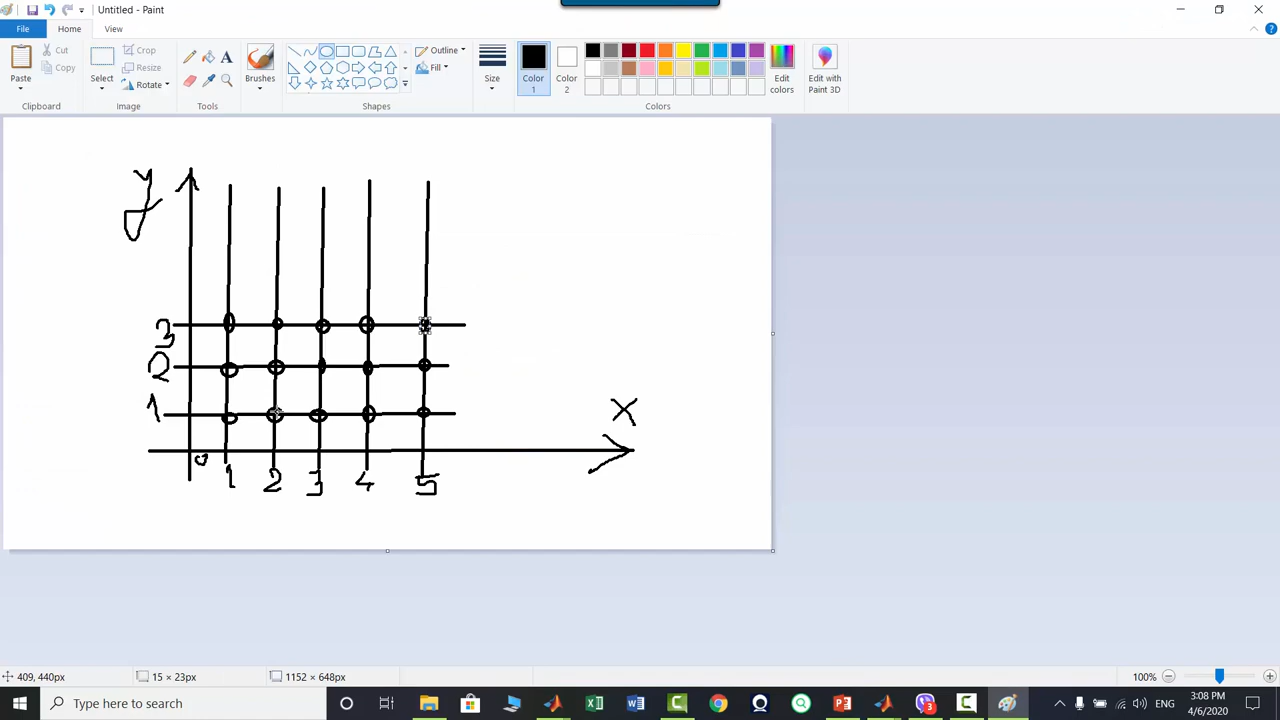 Untitled - Paint
File Home View
Paste
Cut
Copy
Clipboard
Select
Crop
Resize
Rotate
Image
Tools
Brushes
Shapes
Outline
Fill
Size
Color 1
Color 2
Colors
Edit colors
Edit with Paint 3D
y
3
2
1
0
1 2 3 4 5
X
409, 440px 15 × 23px 1152 × 648px 100%
Type here to search
3
ENG
3:08 PM
4/6/2020